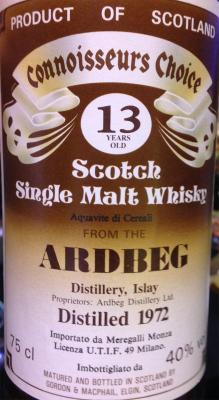 PRODUCT OF SCOTLAND
Connoisseurs Choice
13
YEARS
OLD
Scotch
Single Malt Whisky
Aquavite di Cereali
FROM THE
ARDBEG
Distillery, Islay
Proprietors: Ardbeg Distillery Ltd.
Distilled 1972
Importato da Meregalli Monza
Licenza U.T.I.F. 49 Milano.
75 cl
40% vo
Imbottigliato da
MATURED AND BOTTLED IN SCOTLAND BY
GORDON & MACPHAIL, ELGIN, SCOTLAND